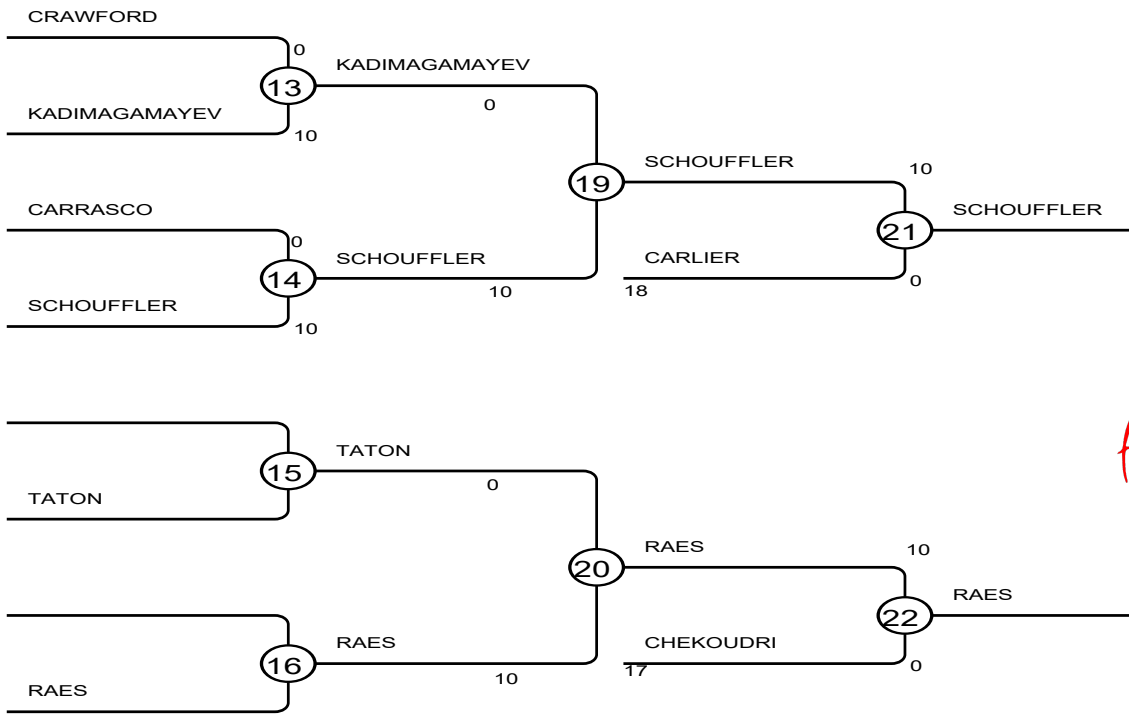 CRAWFORD
0
13
KADIMAGAMAYEV
0
KADIMAGAMAYEV
10
19
SCHOUFFLER
10
CARRASCO
0
14
SCHOUFFLER
10
SCHOUFFLER
10
CARLIER
18
21
SCHOUFFLER
0
15
TATON
0
TATON
20
RAES
10
16
RAES
10
RAES
CHEKOUDRI
17
22
RAES
0